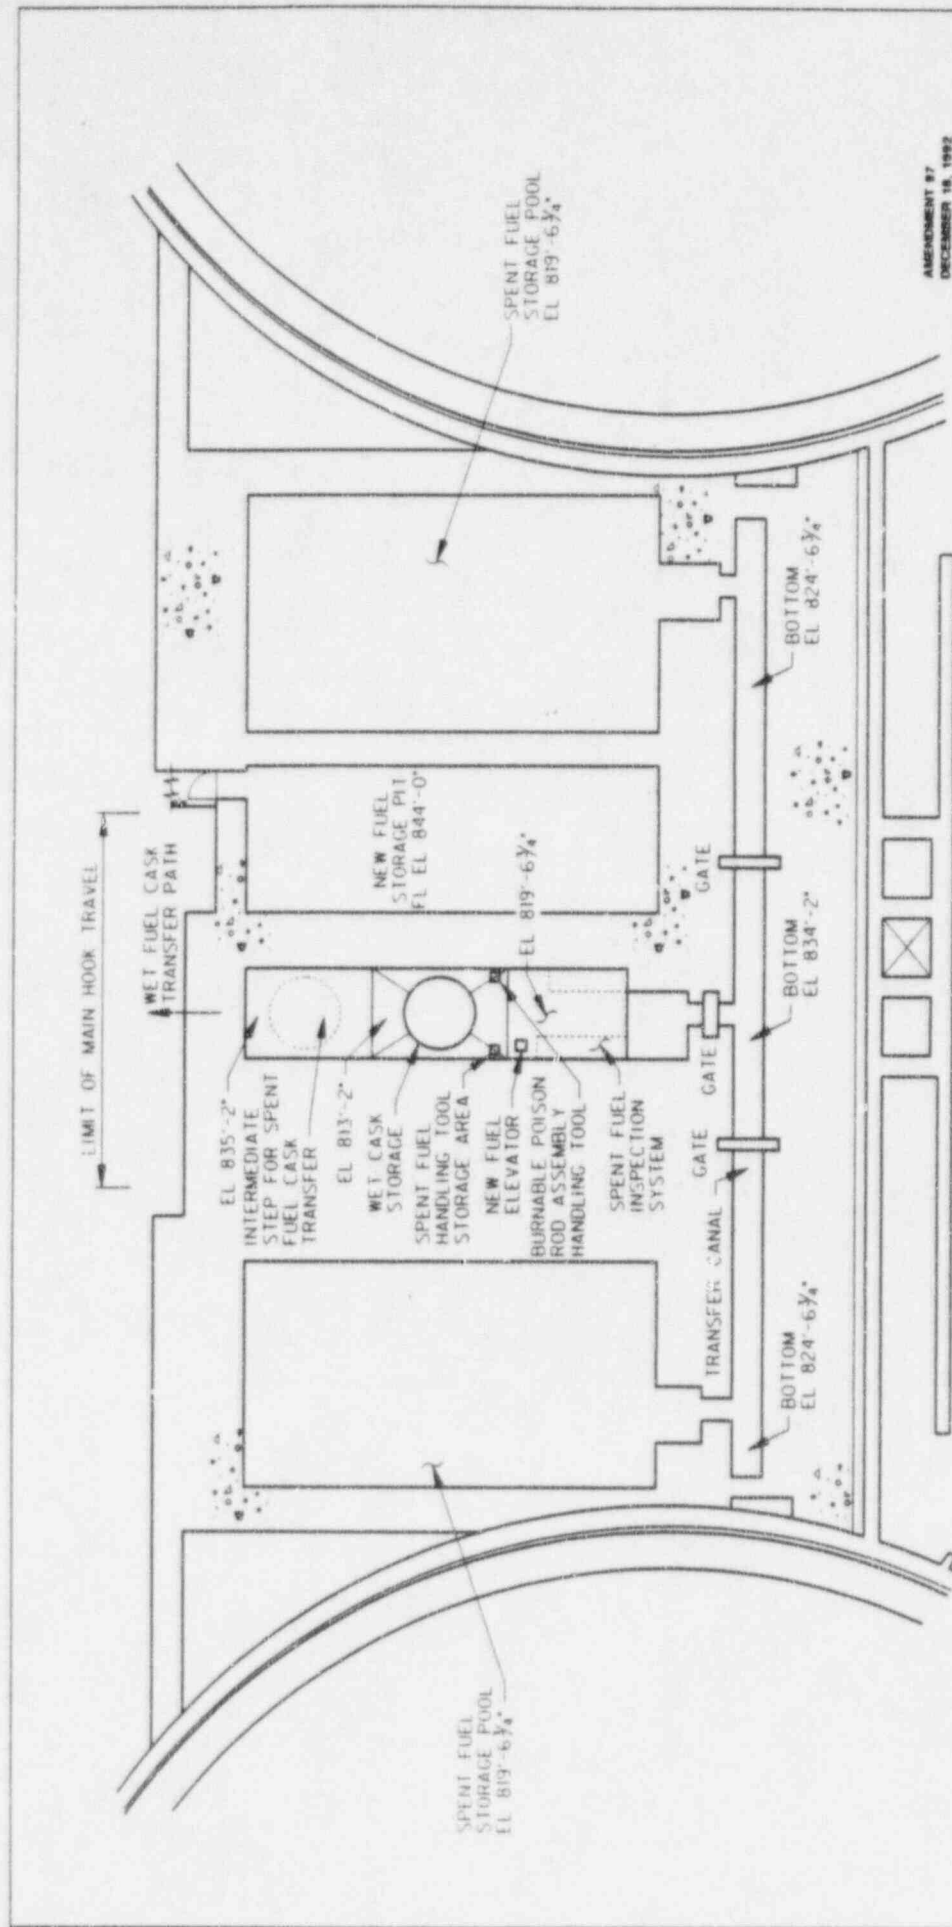 LIMIT OF MAIN HOOK TRAVEL
WET FUEL CASK
TRANSFER PATH
EL 835'-2"
INTERMEDIATE
STEP FOR SPENT
FUEL CASK
TRANSFER
EL 813'-2"
WET CASK
STORAGE
SPENT FUEL
HANDLING TOOL
STORAGE AREA
NEW FUEL
ELEVATOR
BURNABLE POISON
ROD ASSEMBLY
HANDLING TOOL
SPENT FUEL
INSPECTION
SYSTEM
NEW FUEL
STORAGE PIT
FL EL 844'-0"
EL 819'-6¾"
SPENT FUEL
STORAGE POOL
EL 819'-6¾"
SPENT FUEL
STORAGE POOL
EL 819'-6¾"
GATE
GATE
GATE
TRANSFER CANAL
BOTTOM
EL 824'-6¾"
BOTTOM
EL 834'-2"
BOTTOM
EL 824'-6¾"
AMENDMENT 87
DECEMBER 18, 1992